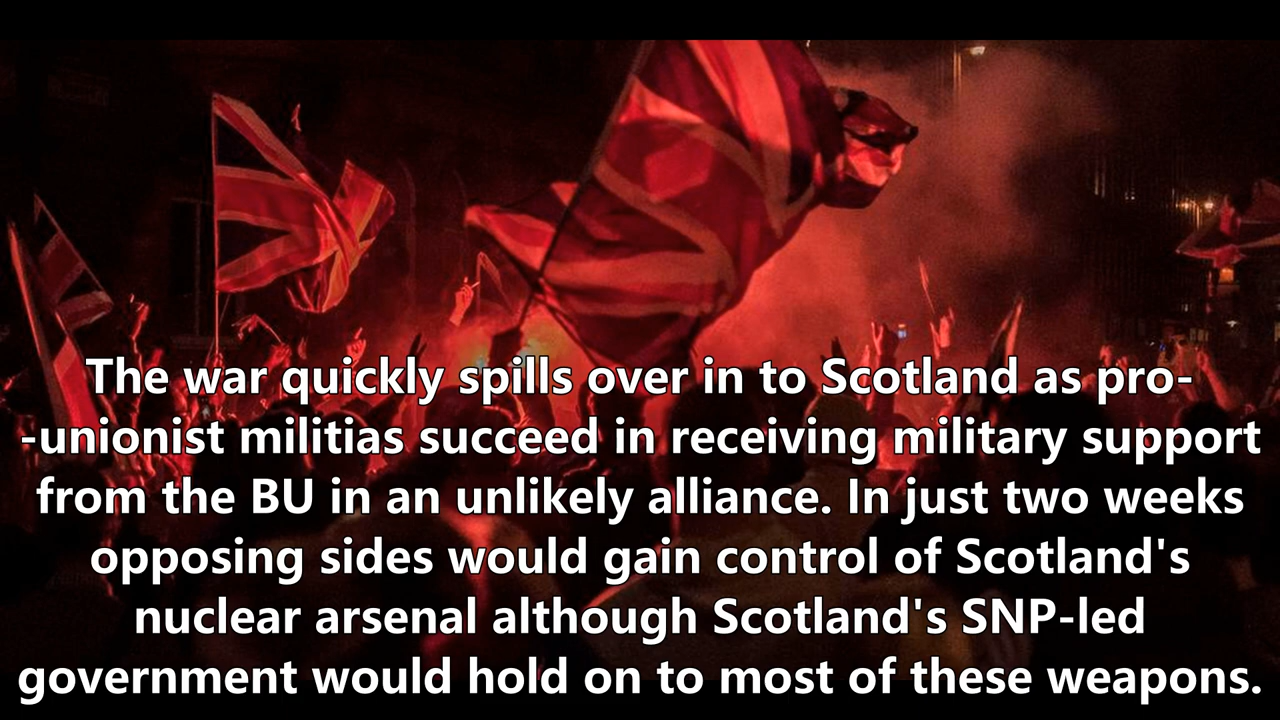 The war quickly spills over in to Scotland as pro-
-unionist militias succeed in receiving military support
from the BU in an unlikely alliance. In just two weeks
opposing sides would gain control of Scotland's
nuclear arsenal although Scotland's SNP-led
government would hold on to most of these weapons.